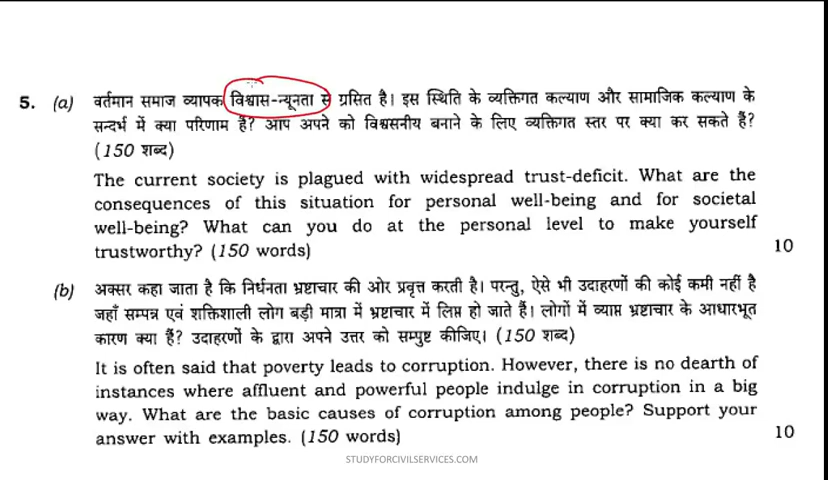 5. (a) वर्तमान समाज व्यापक विश्वास-न्यूनता से ग्रसित है। इस स्थिति के व्यक्तिगत कल्याण और सामाजिक कल्याण के
सन्दर्भ में क्या परिणाम हैं? आप अपने को विश्वसनीय बनाने के लिए व्यक्तिगत स्तर पर क्या कर सकते हैं?
(150 शब्द)
The current society is plagued with widespread trust-deficit. What are the
consequences of this situation for personal well-being and for societal
well-being? What can you do at the personal level to make yourself
trustworthy? (150 words) 10
(b) अक्सर कहा जाता है कि निर्धनता भ्रष्टाचार की ओर प्रवृत्त करती है। परन्तु, ऐसे भी उदाहरणों की कोई कमी नहीं है
जहाँ सम्पन्न एवं शक्तिशाली लोग बड़ी मात्रा में भ्रष्टाचार में लिप्त हो जाते हैं। लोगों में व्याप्त भ्रष्टाचार के आधारभूत
कारण क्या हैं? उदाहरणों के द्वारा अपने उत्तर को सम्पुष्ट कीजिए। (150 शब्द)
It is often said that poverty leads to corruption. However, there is no dearth of
instances where affluent and powerful people indulge in corruption in a big
way. What are the basic causes of corruption among people? Support your
answer with examples. (150 words) 10
STUDYFORCIVILSERVICES.COM